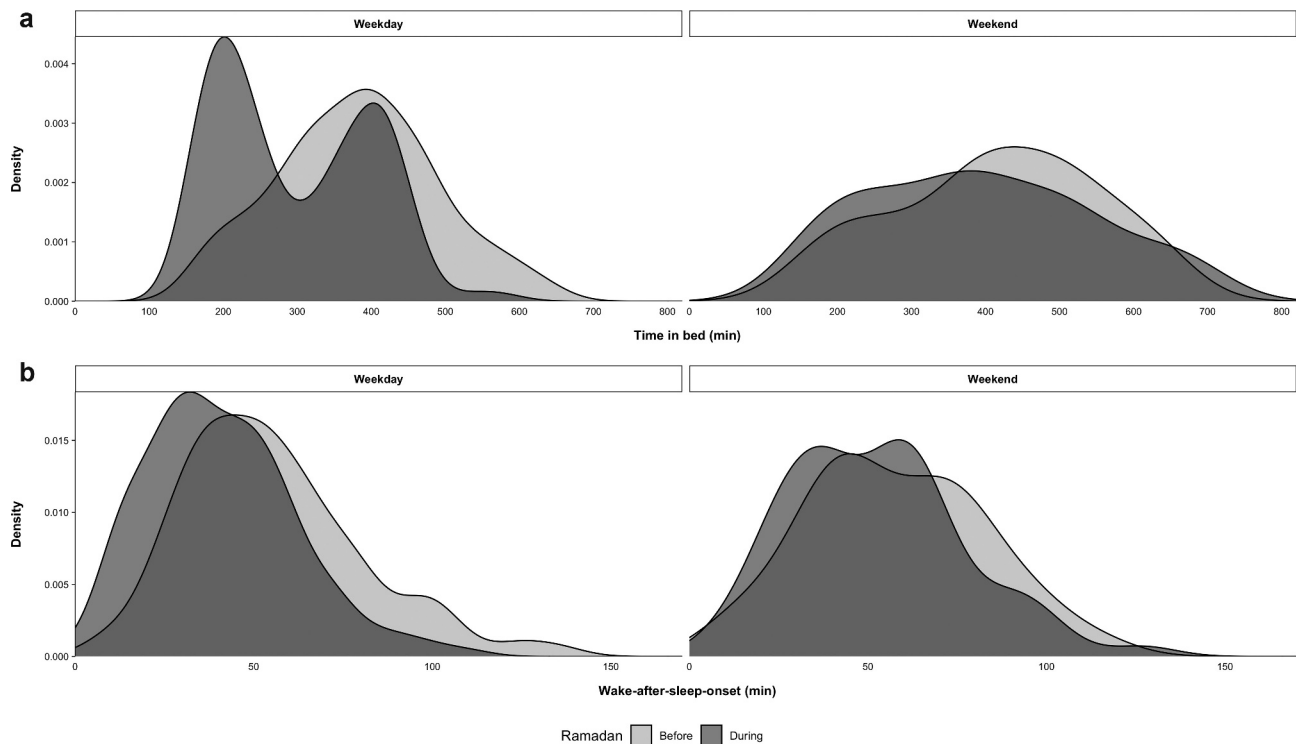 a
Weekday Weekend
0.004
0.003
0.002
0.001
0.000
Density
0 100 200 300 400 500 600 700 800 0 100 200 300 400 500 600 700 800
Time in bed (min)
b
Weekday Weekend
0.015
0.010
0.005
0.000
Density
0 50 100 150 0 50 100 150
Wake-after-sleep-onset (min)
Ramadan Before During